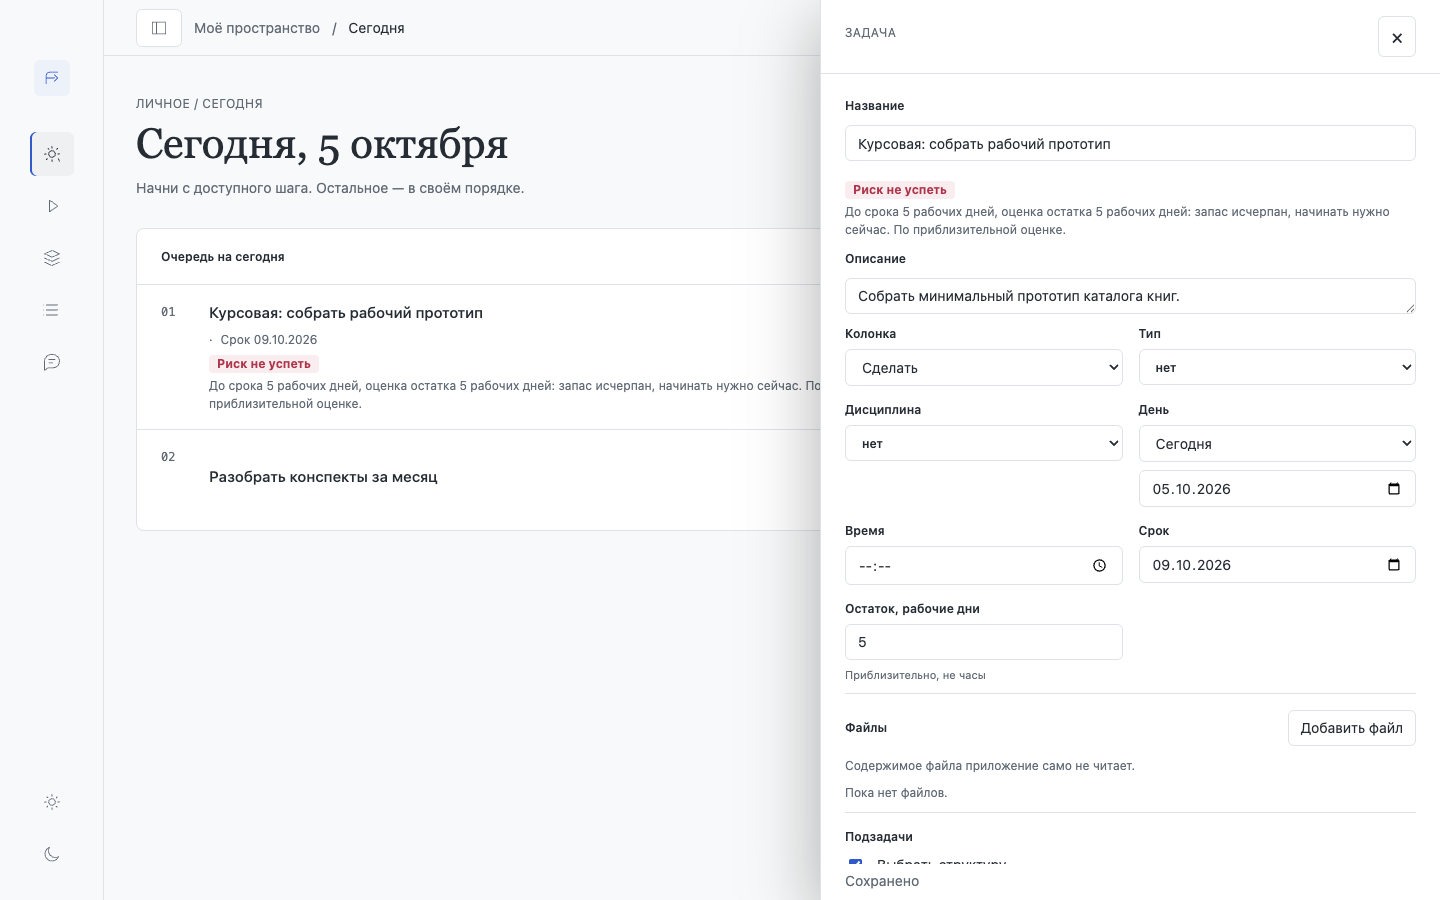 Моё пространство / Сегодня
ЛИЧНОЕ / СЕГОДНЯ
Сегодня, 5 октября
Начни с доступного шага. Остальное — в своём порядке.
Очередь на сегодня
01
Курсовая: собрать рабочий прототип
· Срок 09.10.2026
Риск не успеть
До срока 5 рабочих дней, оценка остатка 5 рабочих дней: запас исчерпан, начинать нужно сейчас. По
приблизительной оценке.
02
Разобрать конспекты за месяц
ЗАДАЧА
Название
Курсовая: собрать рабочий прототип
Риск не успеть
До срока 5 рабочих дней, оценка остатка 5 рабочих дней: запас исчерпан, начинать нужно
сейчас. По приблизительной оценке.
Описание
Собрать минимальный прототип каталога книг.
Колонка
Сделать
Тип
нет
Дисциплина
нет
День
Сегодня
05.10.2026
Время
--:--
Срок
09.10.2026
Остаток, рабочие дни
5
Приблизительно, не часы
Файлы
Добавить файл
Содержимое файла приложение само не читает.
Пока нет файлов.
Подзадачи
Выбрать структуру
Сохранено